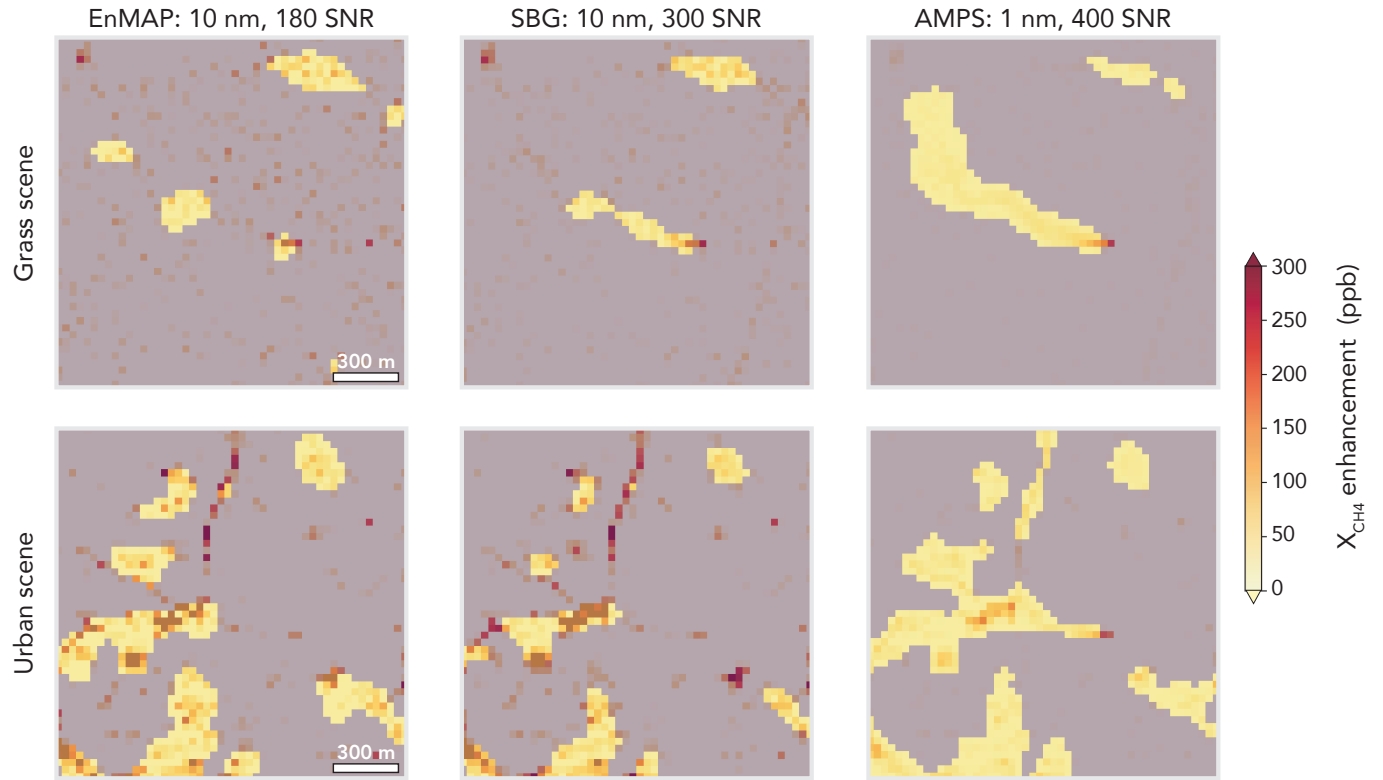 EnMAP: 10 nm, 180 SNR
SBG: 10 nm, 300 SNR
AMPS: 1 nm, 400 SNR
Grass scene
300 m
300
250
200
150
100
50
0
X_CH4 enhancement (ppb)
Urban scene
300 m